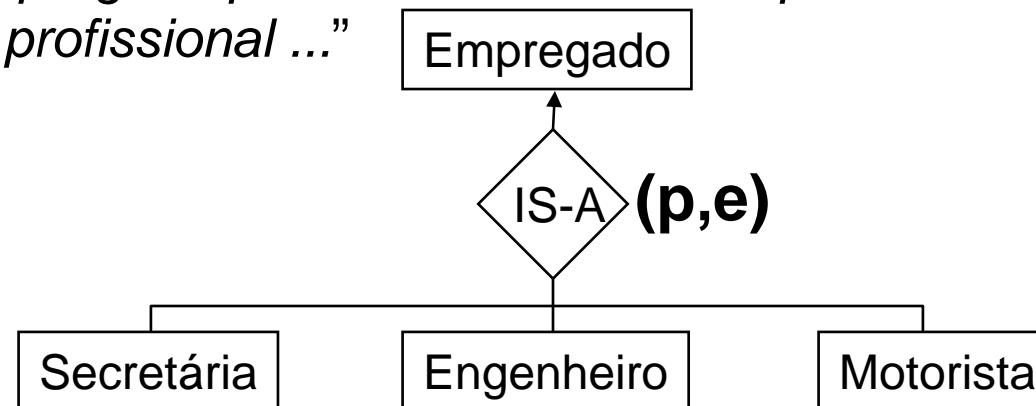 profissional ...”
Empregado
IS-A (p,e)
Secretária Engenheiro Motorista